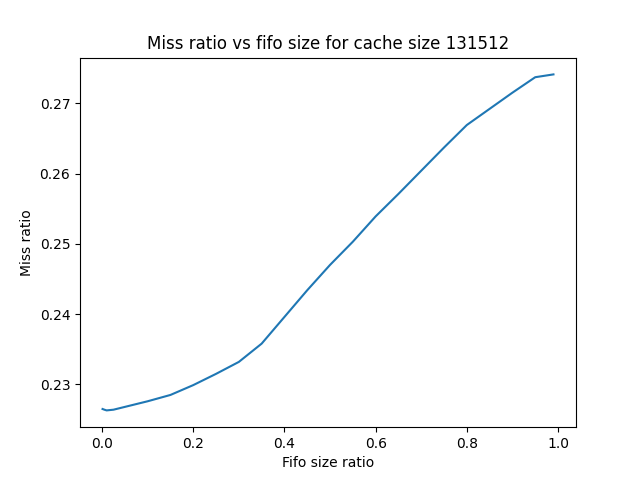 Miss ratio vs fifo size for cache size 131512
0.27
0.26
0.25
0.24
0.23
Miss ratio
0.0 0.2 0.4 0.6 0.8 1.0
Fifo size ratio